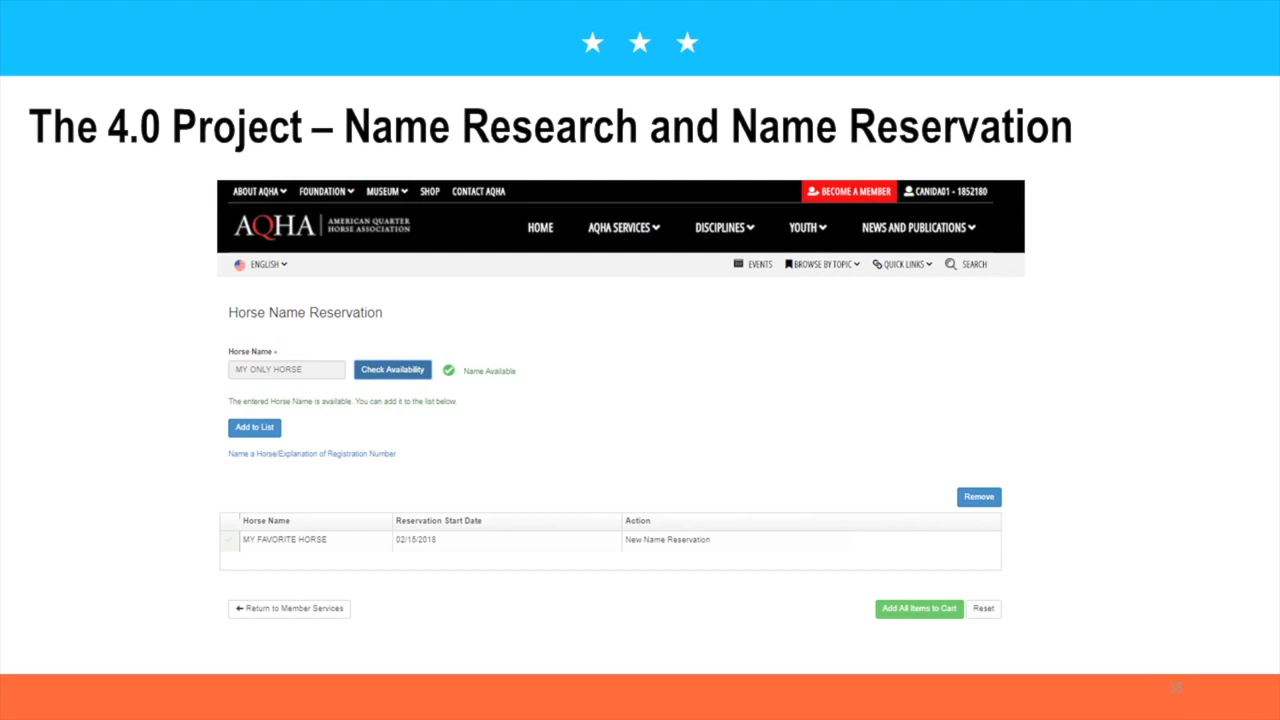 The 4.0 Project – Name Research and Name Reservation
ABOUT AQHA FOUNDATION MUSEUM SHOP CONTACT AQHA BECOME A MEMBER CANIDA01 - 1852180
AQHA AMERICAN QUARTER
HORSE ASSOCIATION
HOME AQHA SERVICES DISCIPLINES YOUTH NEWS AND PUBLICATIONS
ENGLISH EVENTS BROWSE BY TOPIC QUICK LINKS SEARCH
Horse Name Reservation
Horse Name *
MY ONLY HORSE Check Availability Name Available
The entered Horse Name is available. You can add it to the list below.
Add to List
Name a Horse/Explanation of Registration Number
Remove
Horse Name Reservation Start Date Action
MY FAVORITE HORSE 02/15/2018 New Name Reservation
Return to Member Services Add All Items to Cart Reset